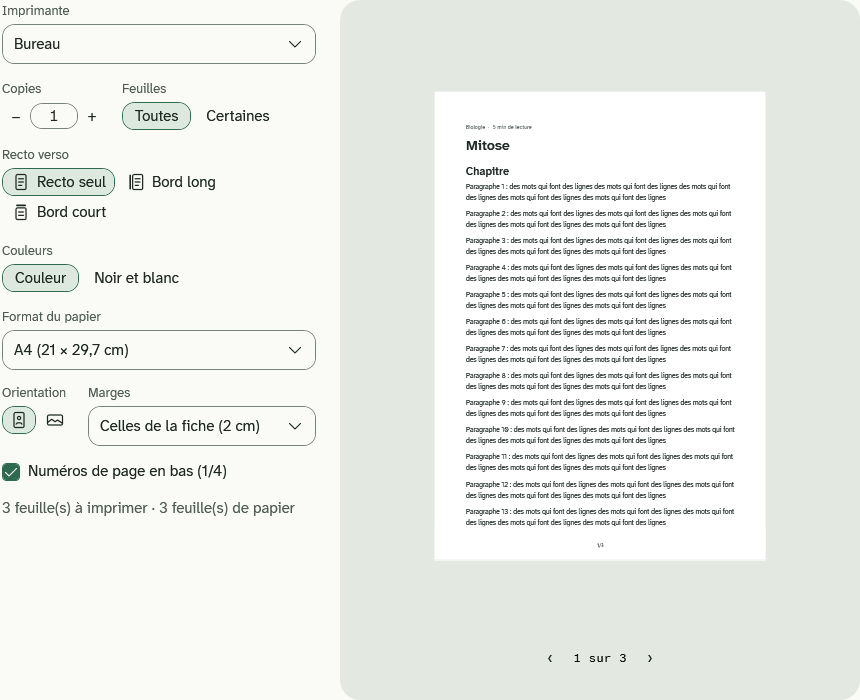 Imprimante
Bureau
Copies
Feuilles
– 1 +
Toutes
Certaines
Recto verso
Recto seul
Bord long
Bord court
Couleurs
Couleur
Noir et blanc
Format du papier
A4 (21 × 29,7 cm)
Orientation
Marges
Celles de la fiche (2 cm)
Numéros de page en bas (1/4)
3 feuille(s) à imprimer · 3 feuille(s) de papier
Biologie · 5 min de lecture
Mitose
Chapitre
Paragraphe 1 : des mots qui font des lignes des mots qui font des lignes des mots qui font
des lignes des mots qui font des lignes des mots qui font des lignes
Paragraphe 2 : des mots qui font des lignes des mots qui font des lignes des mots qui font
des lignes des mots qui font des lignes des mots qui font des lignes
Paragraphe 3 : des mots qui font des lignes des mots qui font des lignes des mots qui font
des lignes des mots qui font des lignes des mots qui font des lignes
Paragraphe 4 : des mots qui font des lignes des mots qui font des lignes des mots qui font
des lignes des mots qui font des lignes des mots qui font des lignes
Paragraphe 5 : des mots qui font des lignes des mots qui font des lignes des mots qui font
des lignes des mots qui font des lignes des mots qui font des lignes
Paragraphe 6 : des mots qui font des lignes des mots qui font des lignes des mots qui font
des lignes des mots qui font des lignes des mots qui font des lignes
Paragraphe 7 : des mots qui font des lignes des mots qui font des lignes des mots qui font
des lignes des mots qui font des lignes des mots qui font des lignes
Paragraphe 8 : des mots qui font des lignes des mots qui font des lignes des mots qui font
des lignes des mots qui font des lignes des mots qui font des lignes
Paragraphe 9 : des mots qui font des lignes des mots qui font des lignes des mots qui font
des lignes des mots qui font des lignes des mots qui font des lignes
Paragraphe 10 : des mots qui font des lignes des mots qui font des lignes des mots qui font
des lignes des mots qui font des lignes des mots qui font des lignes
Paragraphe 11 : des mots qui font des lignes des mots qui font des lignes des mots qui font
des lignes des mots qui font des lignes des mots qui font des lignes
Paragraphe 12 : des mots qui font des lignes des mots qui font des lignes des mots qui font
des lignes des mots qui font des lignes des mots qui font des lignes
Paragraphe 13 : des mots qui font des lignes des mots qui font des lignes des mots qui font
des lignes des mots qui font des lignes des mots qui font des lignes
1/3
‹ 1 sur 3 ›